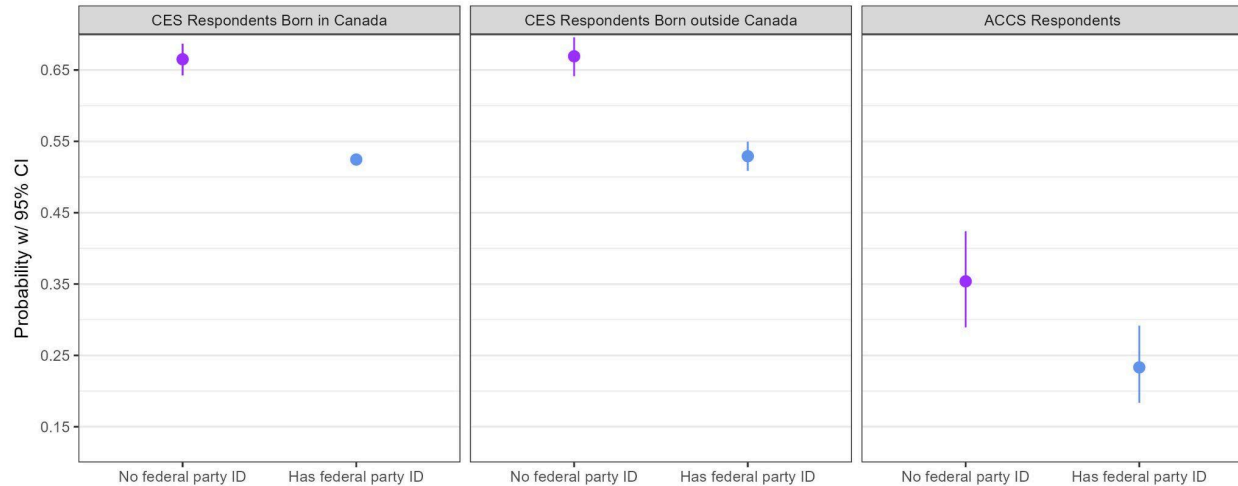 CES Respondents Born in Canada
CES Respondents Born outside Canada
ACCS Respondents
Probability w/ 95% CI
0.65
0.55
0.45
0.35
0.25
0.15
No federal party ID
Has federal party ID
No federal party ID
Has federal party ID
No federal party ID
Has federal party ID